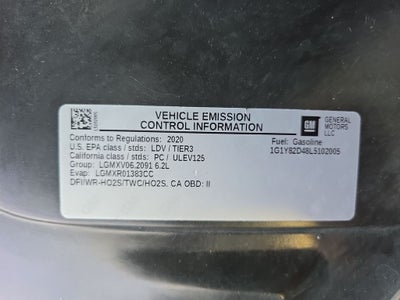 VEHICLE EMISSION
CONTROL INFORMATION
GM
GENERAL
MOTORS
LLC
Conforms to Regulations: 2020
U.S. EPA class / stds: LDV / TIER3
California class / stds: PC / ULEV125
Group: LGMXV06.2091 6.2L
Evap: LGMXR01383CC
DFI/WR-HO2S/TWC/HO2S, CA OBD: II
Fuel: Gasoline
1G1Y82D48L5102005